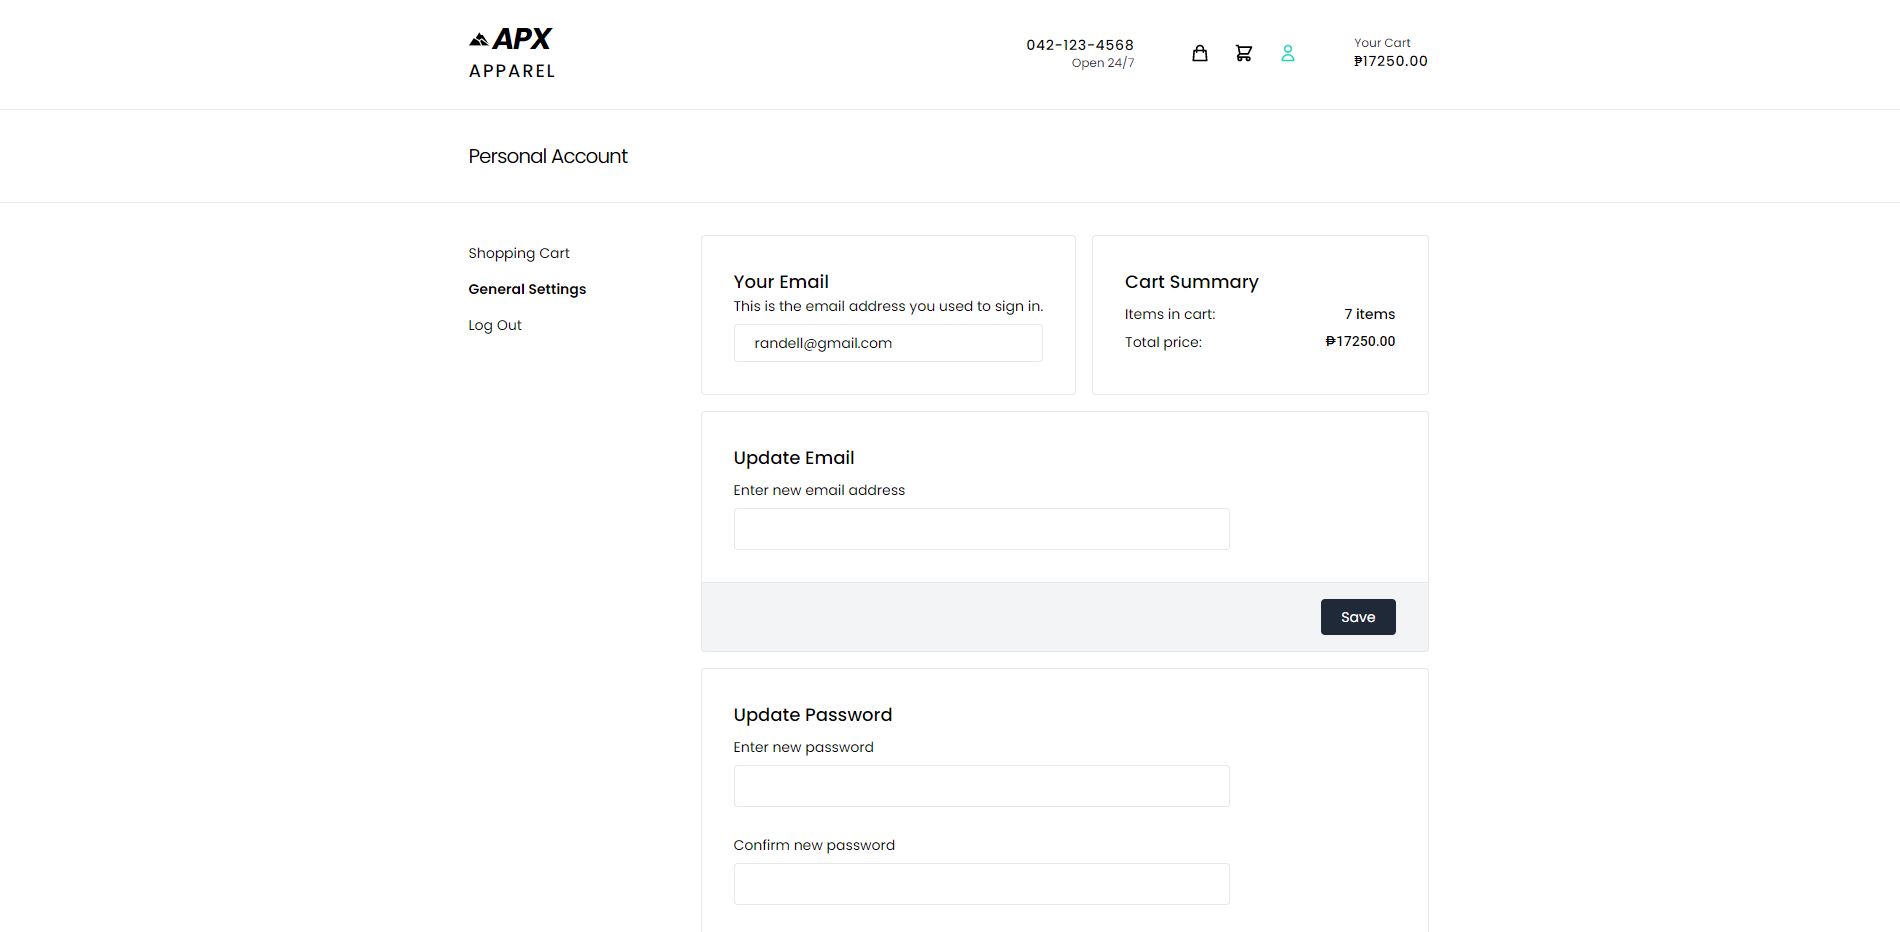 APX
APPAREL
042-123-4568
Open 24/7
Your Cart
₱17250.00
Personal Account
Shopping Cart
General Settings
Log Out
Your Email
This is the email address you used to sign in.
randell@gmail.com
Cart Summary
Items in cart: 7 items
Total price: ₱17250.00
Update Email
Enter new email address
Save
Update Password
Enter new password
Confirm new password